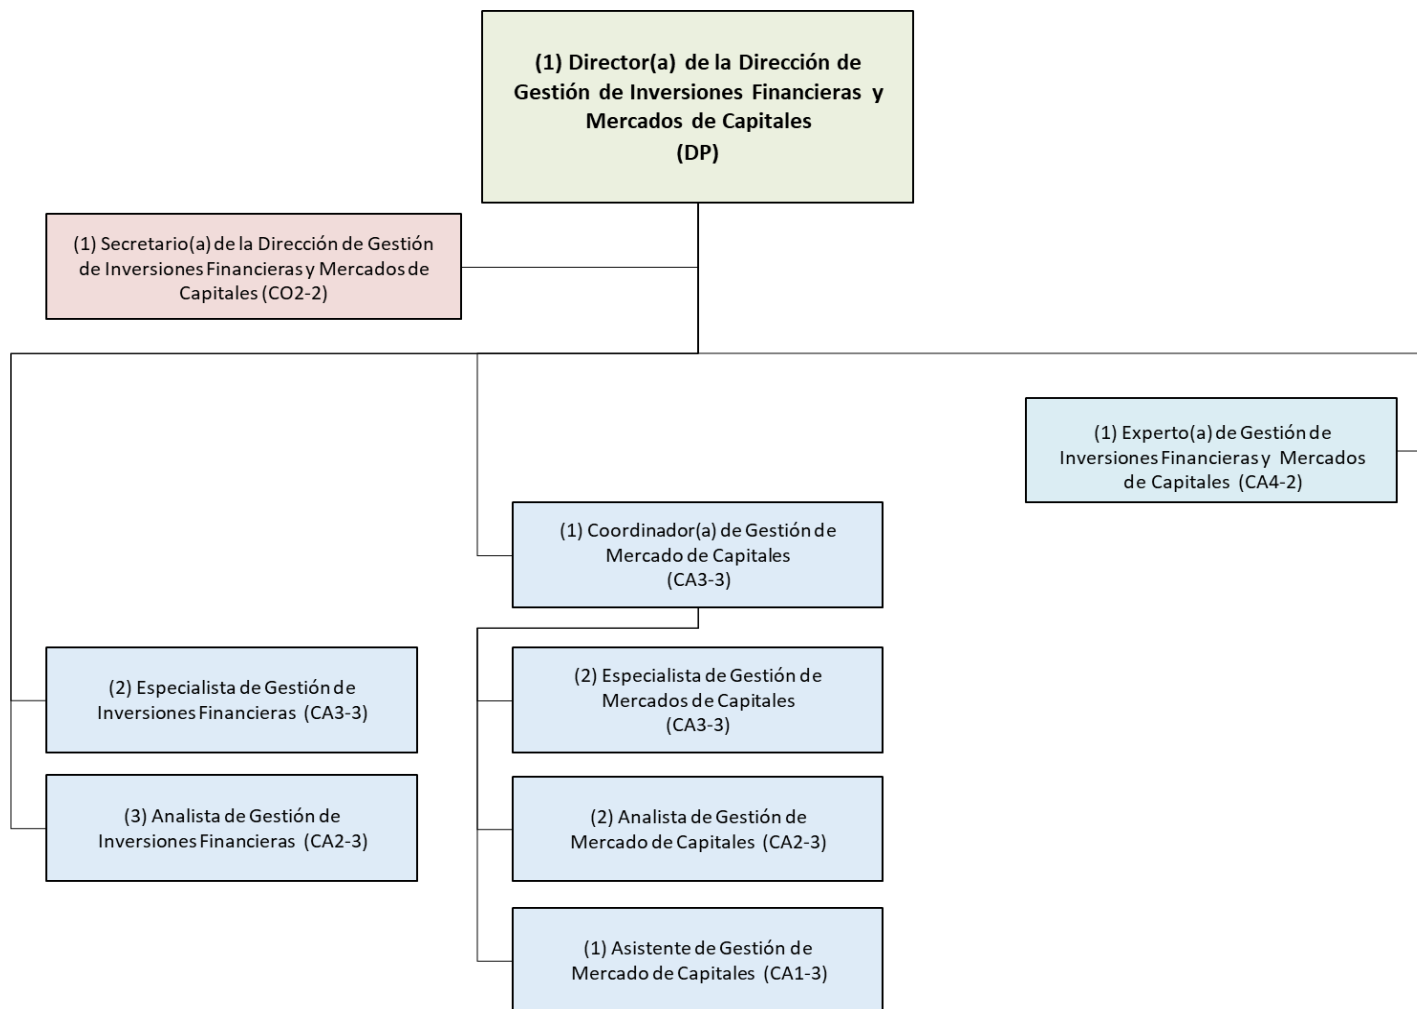 (1) Director(a) de la Dirección de
Gestión de Inversiones Financieras y
Mercados de Capitales
(DP)
(1) Secretario(a) de la Dirección de Gestión
de Inversiones Financieras y Mercados de
Capitales (CO2-2)
(1) Experto(a) de Gestión de
Inversiones Financieras y Mercados
de Capitales (CA4-2)
(1) Coordinador(a) de Gestión de
Mercado de Capitales
(CA3-3)
(2) Especialista de Gestión de
Inversiones Financieras (CA3-3)
(2) Especialista de Gestión de
Mercados de Capitales
(CA3-3)
(3) Analista de Gestión de
Inversiones Financieras (CA2-3)
(2) Analista de Gestión de
Mercado de Capitales (CA2-3)
(1) Asistente de Gestión de
Mercado de Capitales (CA1-3)